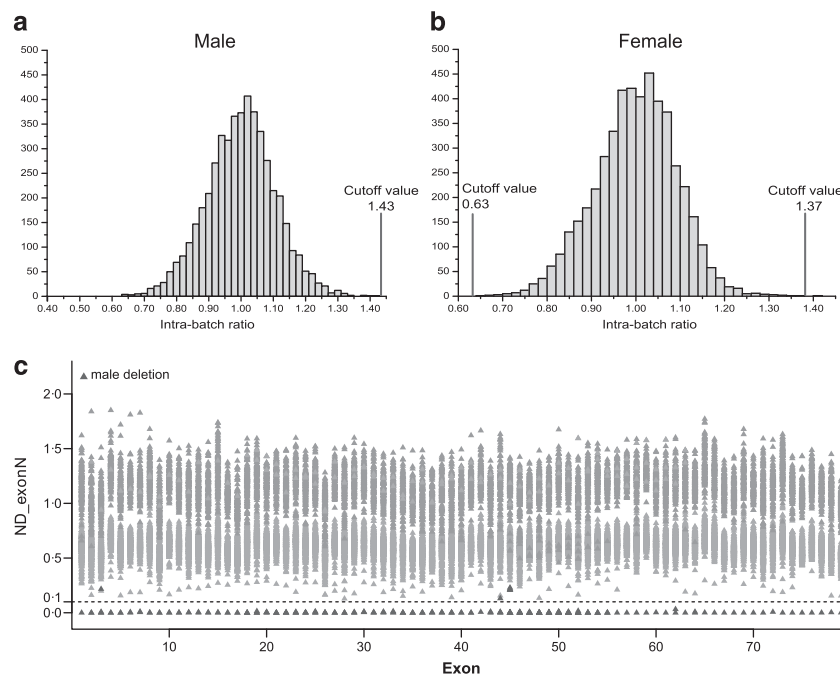 a
Male
500
450
400
350
300
250
200
150
100
50
0
0.40 0.50 0.60 0.70 0.80 0.90 1.00 1.10 1.20 1.30 1.40
Intra-batch ratio
Cutoff value
1.43
b
Female
500
450
400
350
300
250
200
150
100
50
0
0.60 0.70 0.80 0.90 1.00 1.10 1.20 1.30 1.40
Intra-batch ratio
Cutoff value
0.63
Cutoff value
1.37
c
male deletion
ND_exonN
2·0
1·5
1·0
0·5
0·1
0·0
10 20 30 40 50 60 70
Exon